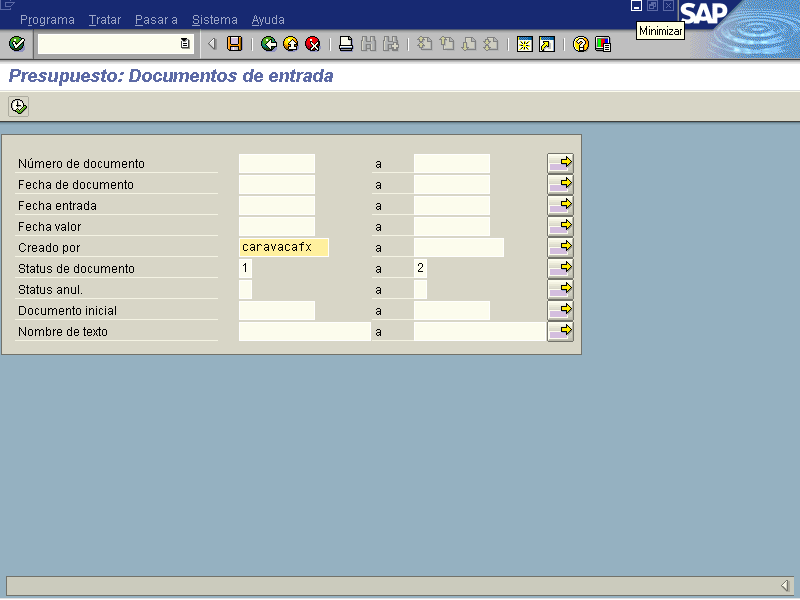 Programa Tratar Pasar a Sistema Ayuda
SAP
Minimizar
Presupuesto: Documentos de entrada
Número de documento a
Fecha de documento a
Fecha entrada a
Fecha valor a
Creado por caravacafx a
Status de documento 1 a 2
Status anul. a
Documento inicial a
Nombre de texto a